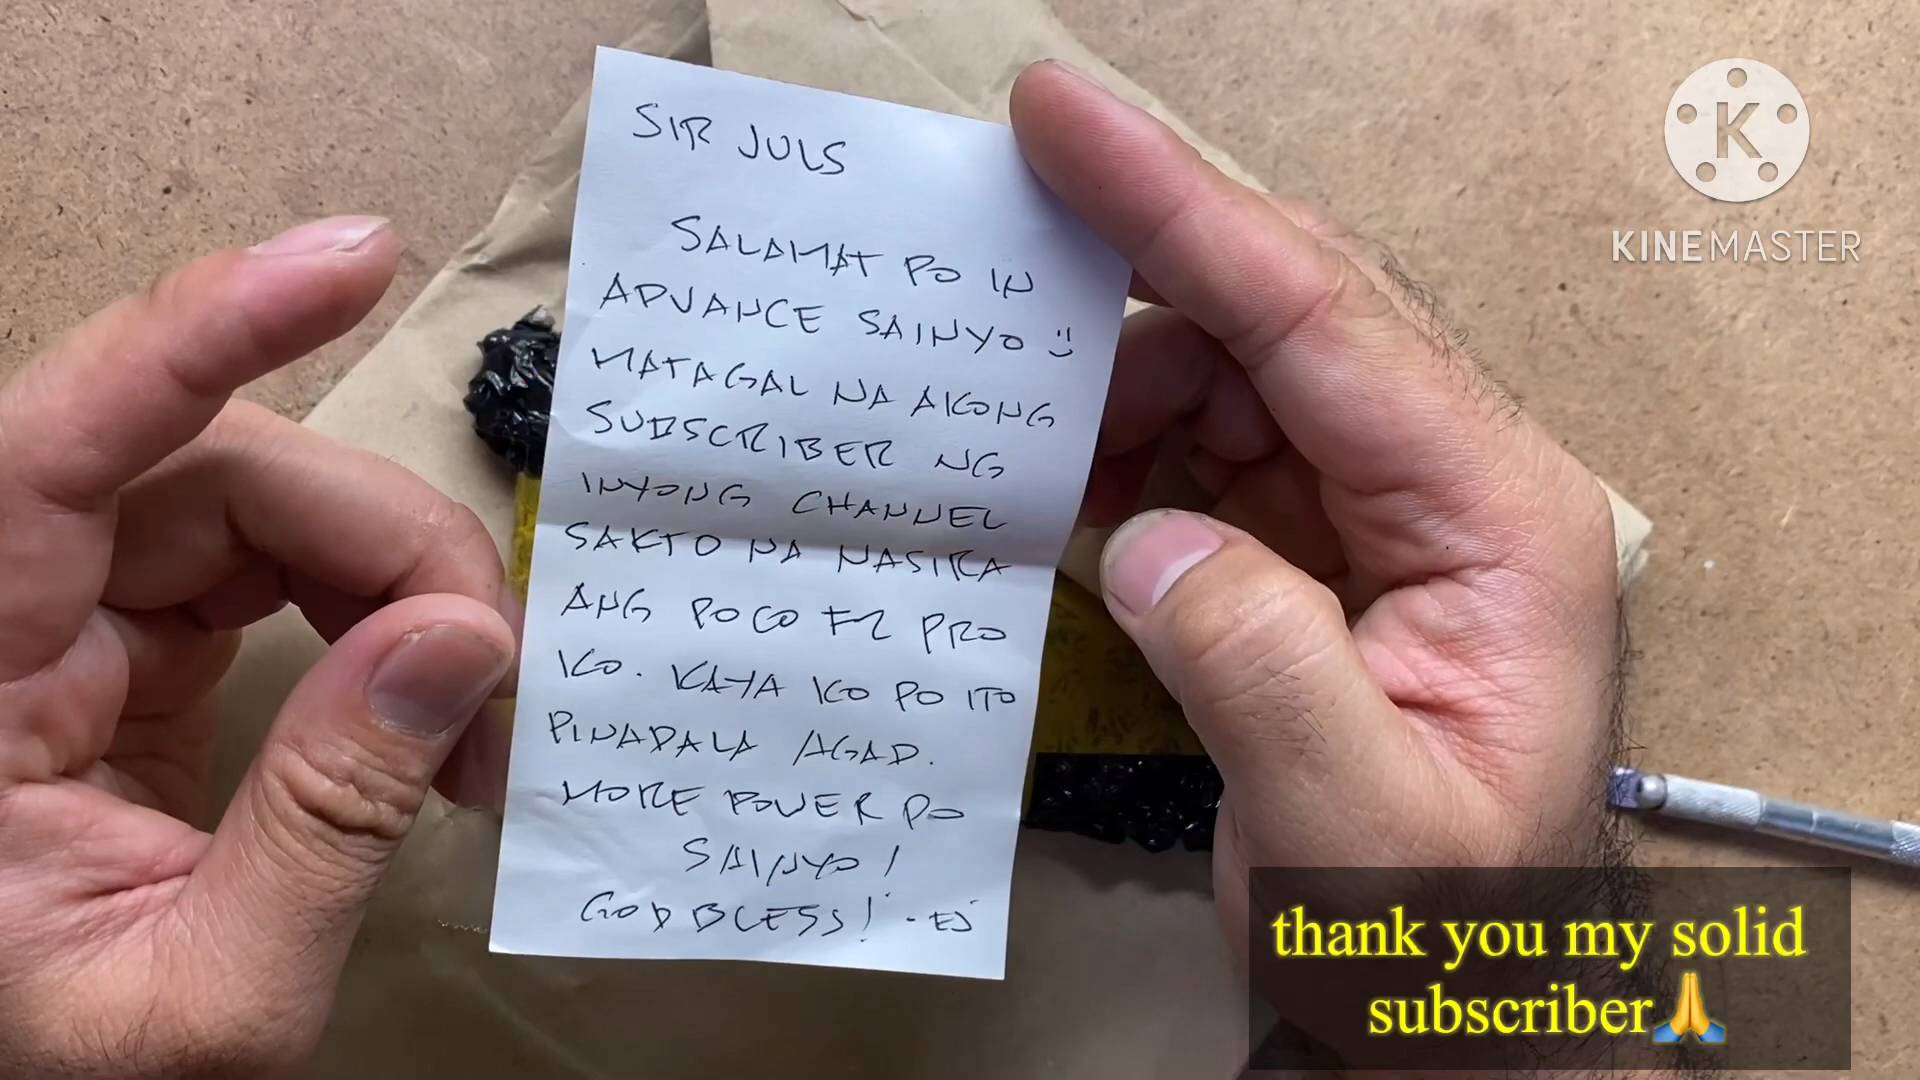 SIR JULS
SALAMAT PO IN
ADVANCE SAINYO :)
MATAGAL NA AKONG
SUBSCRIBER NG
INYONG CHANNEL
SAKTO NA NASIRA
ANG POCO F2 PRO
KO. KAYA KO PO ITO
PINADALA AGAD.
MORE POWER PO
SAINYO!
GOD BLESS! - EJ
K
KINEMASTER
thank you my solid
subscriber🙏